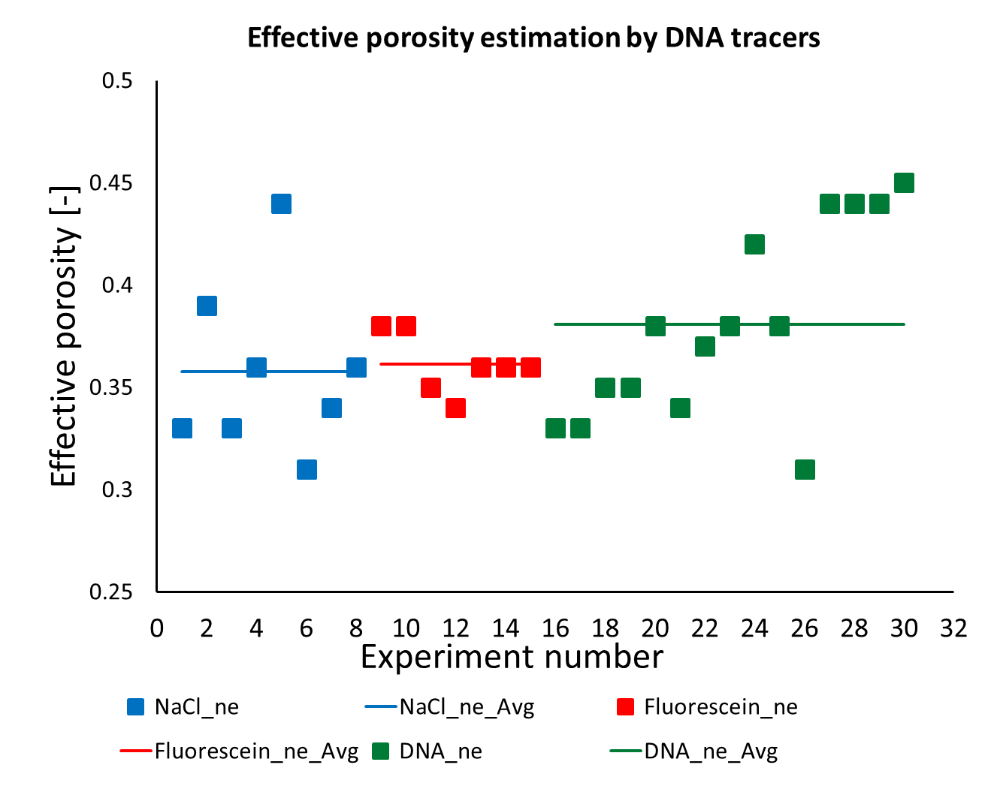 Effective porosity estimation by DNA tracers
Effective porosity [-]
0.5
0.45
0.4
0.35
0.3
0.25
0 2 4 6 8 10 12 14 16 18 20 22 24 26 28 30 32
Experiment number
NaCl_ne NaCl_ne_Avg Fluorescein_ne
Fluorescein_ne_Avg DNA_ne DNA_ne_Avg